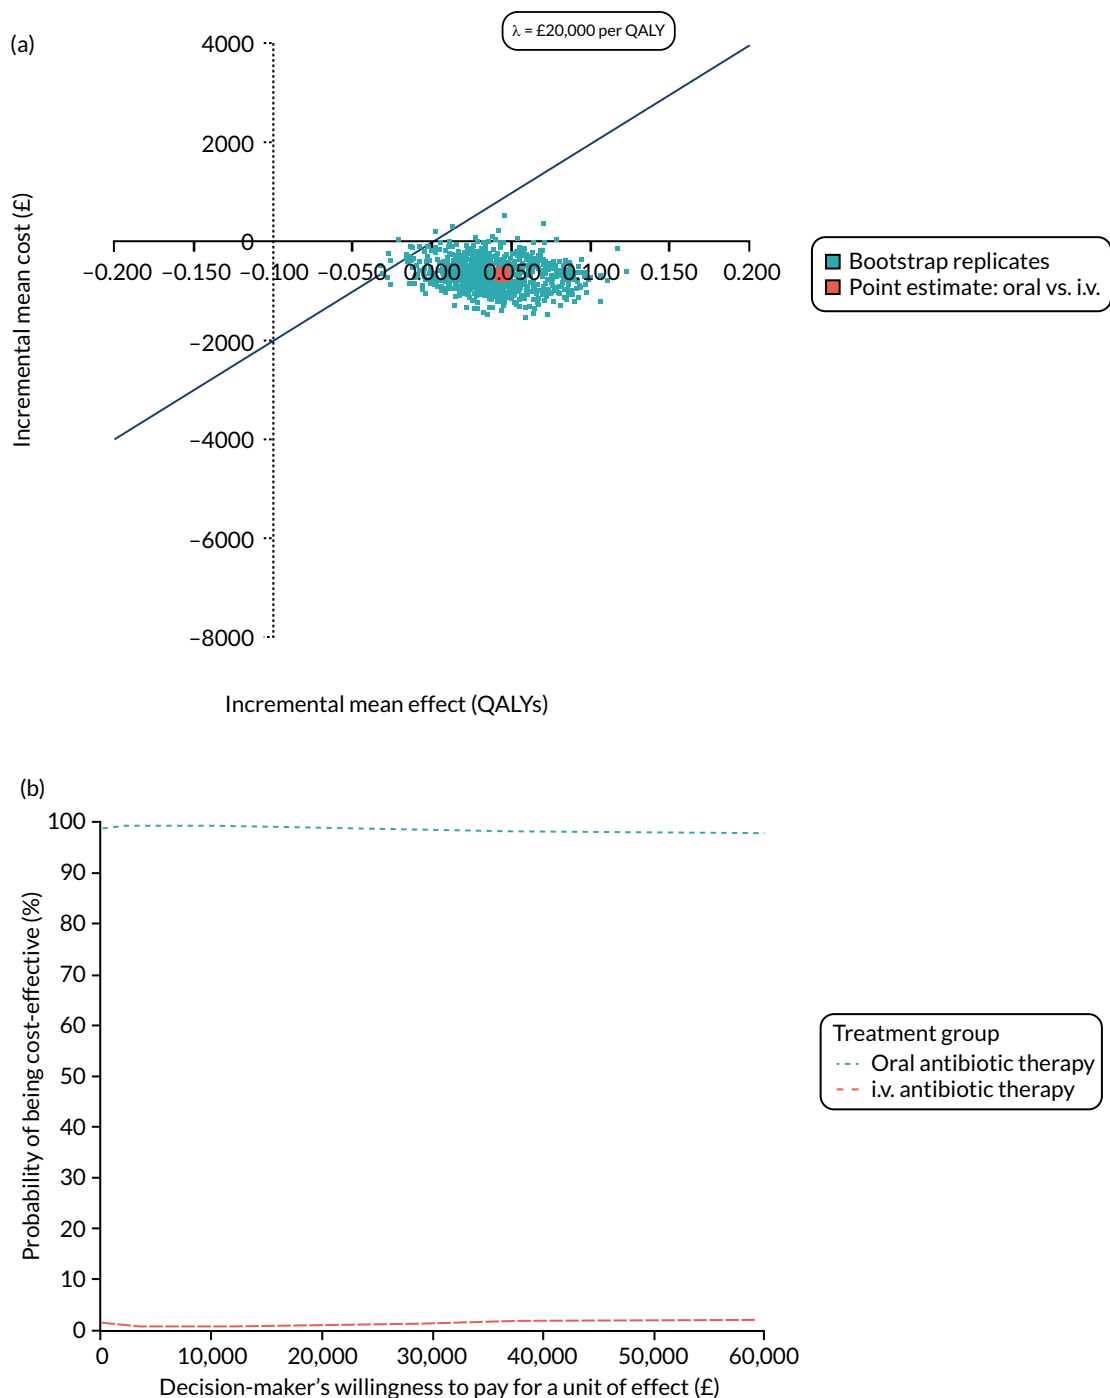 (a)
λ = £20,000 per QALY
4000
2000
0
−2000
−4000
−6000
−8000
Incremental mean cost (£)
−0.200 −0.150 −0.100 −0.050 0.000 0.050 0.100 0.150 0.200
Incremental mean effect (QALYs)
Bootstrap replicates
Point estimate: oral vs. i.v.
(b)
100
90
80
70
60
50
40
30
20
10
0
Probability of being cost-effective (%)
0 10,000 20,000 30,000 40,000 50,000 60,000
Decision-maker’s willingness to pay for a unit of effect (£)
Treatment group
Oral antibiotic therapy
i.v. antibiotic therapy